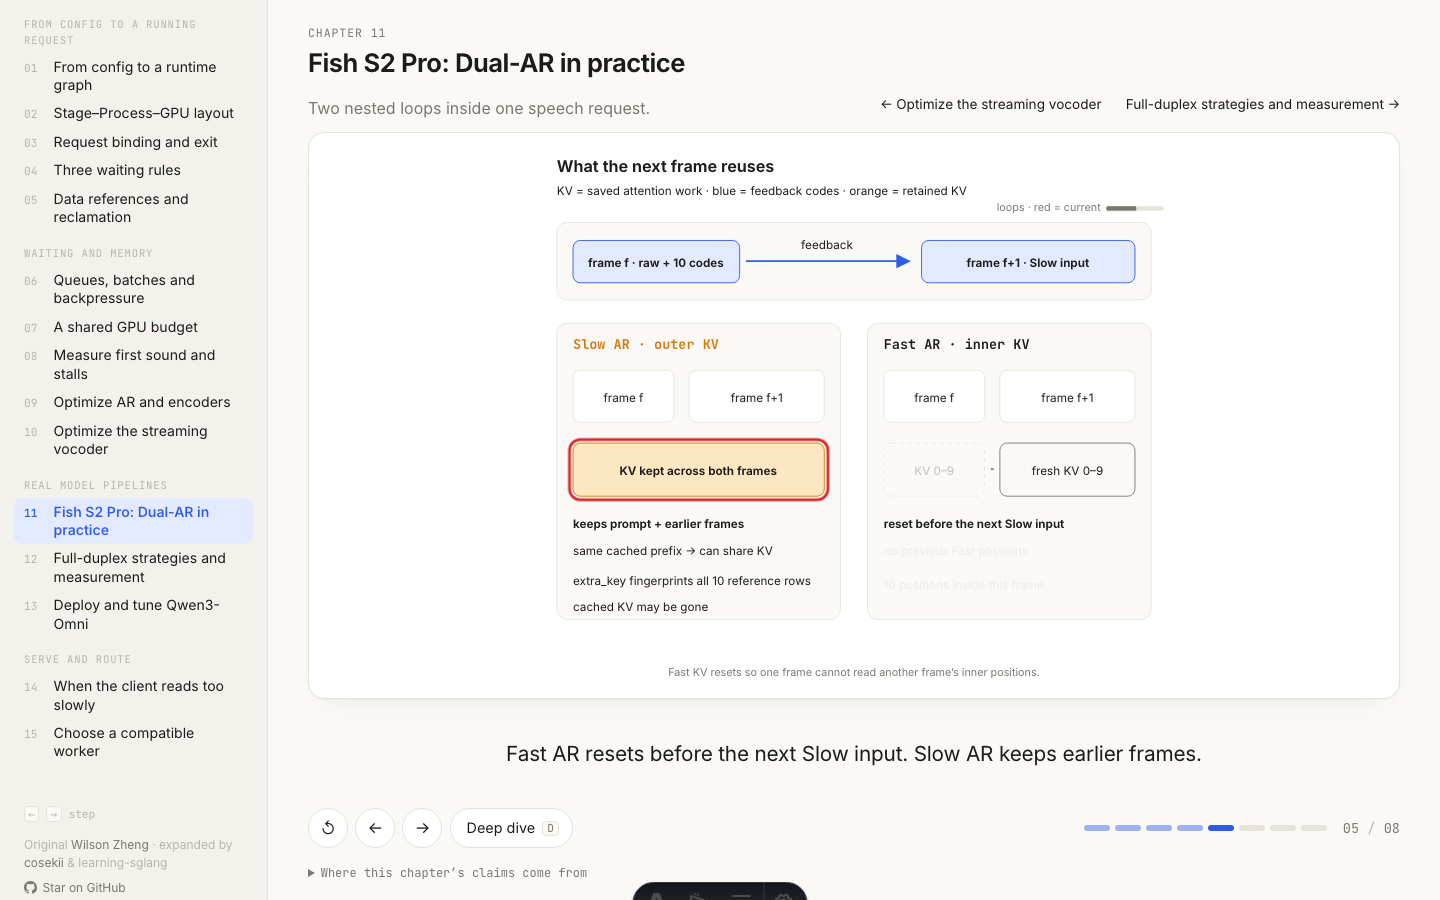 FROM CONFIG TO A RUNNING
REQUEST
01 From config to a runtime
graph
02 Stage–Process–GPU layout
03 Request binding and exit
04 Three waiting rules
05 Data references and
reclamation
WAITING AND MEMORY
06 Queues, batches and
backpressure
07 A shared GPU budget
08 Measure first sound and
stalls
09 Optimize AR and encoders
10 Optimize the streaming
vocoder
REAL MODEL PIPELINES
11 Fish S2 Pro: Dual-AR in
practice
12 Full-duplex strategies and
measurement
13 Deploy and tune Qwen3-
Omni
SERVE AND ROUTE
14 When the client reads too
slowly
15 Choose a compatible
worker
← → step
Original Wilson Zheng · expanded by
cosekii & learning-sglang
Star on GitHub
CHAPTER 11
Fish S2 Pro: Dual-AR in practice
Two nested loops inside one speech request.
← Optimize the streaming vocoder
Full-duplex strategies and measurement →
What the next frame reuses
KV = saved attention work · blue = feedback codes · orange = retained KV
loops · red = current
frame f · raw + 10 codes
feedback
frame f+1 · Slow input
Slow AR · outer KV
frame f
frame f+1
KV kept across both frames
keeps prompt + earlier frames
same cached prefix → can share KV
extra_key fingerprints all 10 reference rows
cached KV may be gone
Fast AR · inner KV
frame f
frame f+1
KV 0–9
fresh KV 0–9
reset before the next Slow input
no previous Fast positions
10 positions inside this frame
Fast KV resets so one frame cannot read another frame's inner positions.
Fast AR resets before the next Slow input. Slow AR keeps earlier frames.
← → Deep dive D
05 / 08
▶ Where this chapter's claims come from